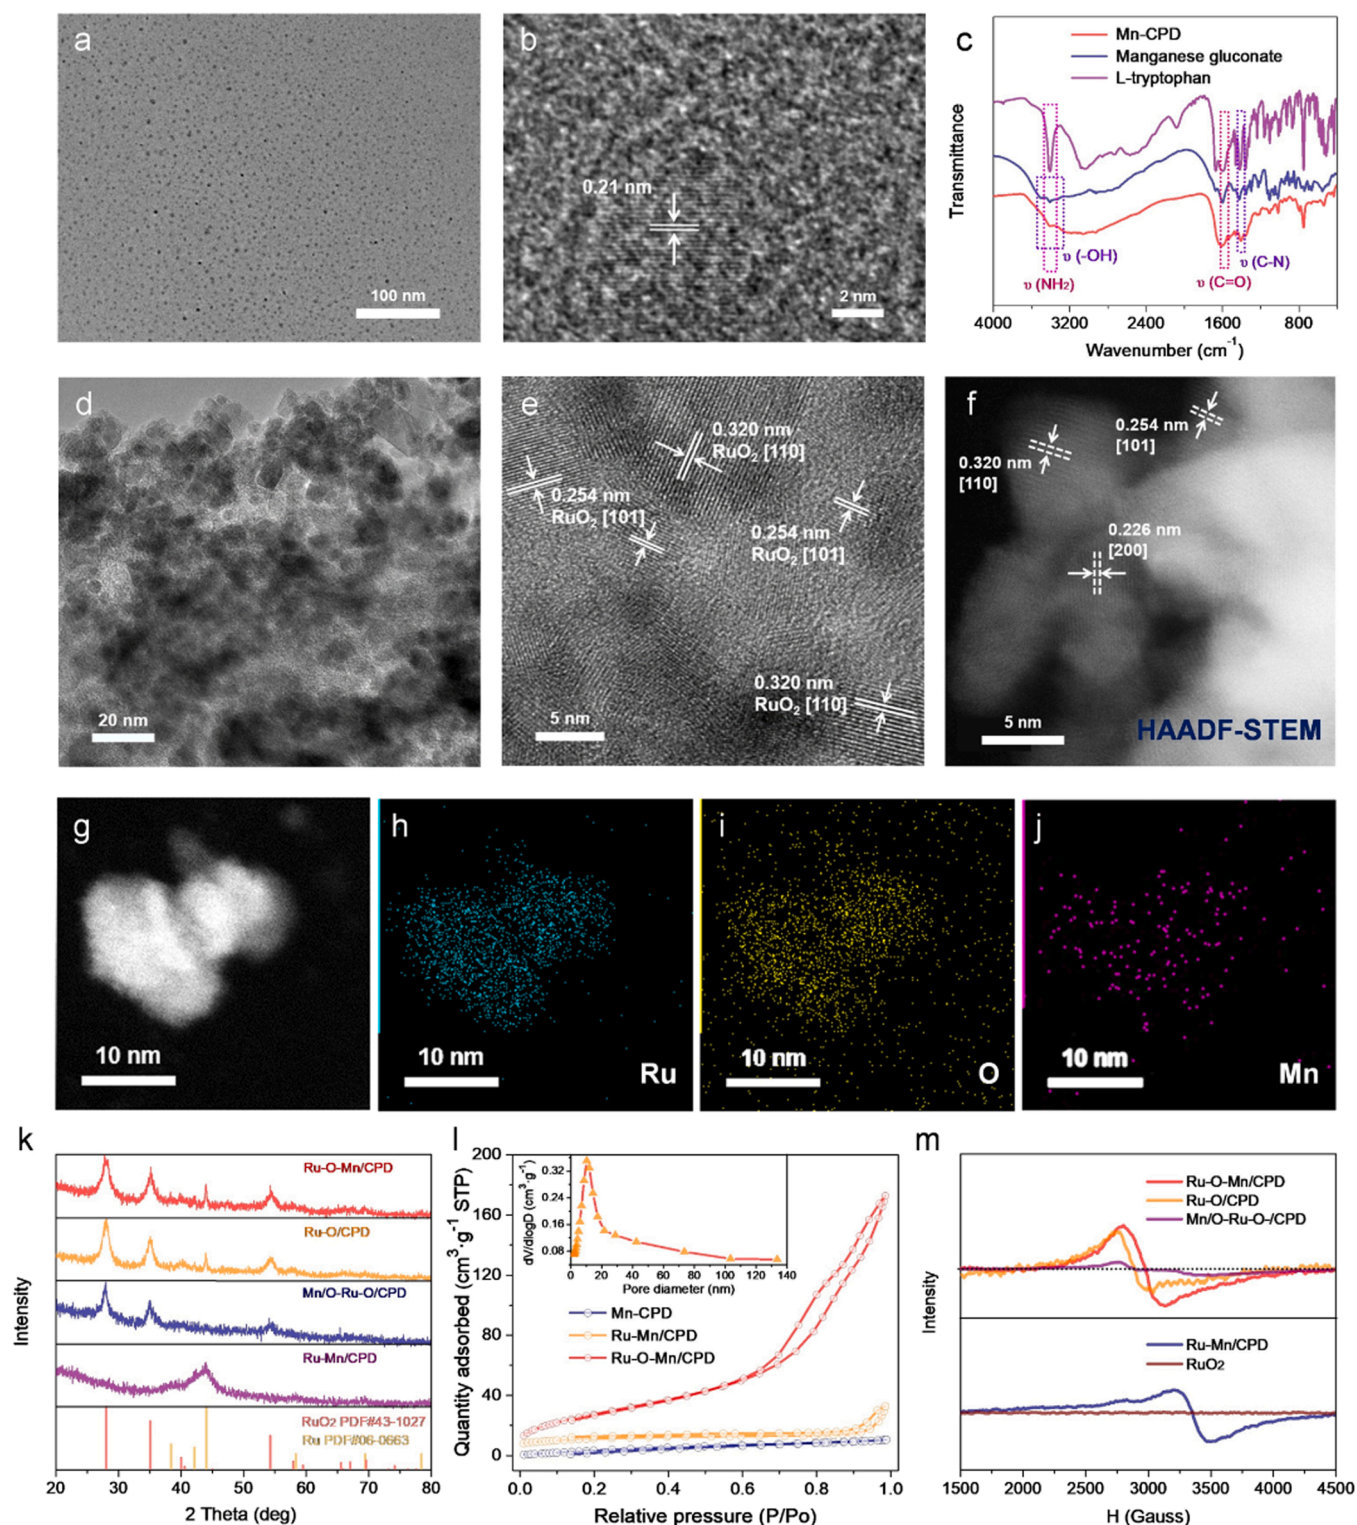 a
100 nm
b
0.21 nm
2 nm
c
Mn-CPD
Manganese gluconate
L-tryptophan
Transmittance
υ (-OH)
υ (C-N)
υ (NH₂)
υ (C=O)
4000 3200 2400 1600 800
Wavenumber (cm⁻¹)
d
20 nm
e
0.320 nm
RuO₂ [110]
0.254 nm
RuO₂ [101]
0.254 nm
RuO₂ [101]
0.320 nm
RuO₂ [110]
5 nm
f
0.254 nm
[101]
0.320 nm
[110]
0.226 nm
[200]
5 nm
HAADF-STEM
g
10 nm
h
10 nm
Ru
i
10 nm
O
j
10 nm
Mn
k
Ru-O-Mn/CPD
Ru-O/CPD
Mn/O-Ru-O/CPD
Ru-Mn/CPD
RuO₂ PDF#43-1027
Ru PDF#06-0663
Intensity
20 30 40 50 60 70 80
2 Theta (deg)
l
200
160
120
80
40
0
Quantity adsorbed (cm³·g⁻¹ STP)
0.32
0.24
0.16
0.08
dV/dlogD (cm³·g⁻¹)
0 20 40 60 80 100 120 140
Pore diameter (nm)
Mn-CPD
Ru-Mn/CPD
Ru-O-Mn/CPD
0.0 0.2 0.4 0.6 0.8 1.0
Relative pressure (P/Po)
m
Ru-O-Mn/CPD
Ru-O/CPD
Mn/O-Ru-O-/CPD
Intensity
Ru-Mn/CPD
RuO₂
1500 2000 2500 3000 3500 4000 4500
H (Gauss)